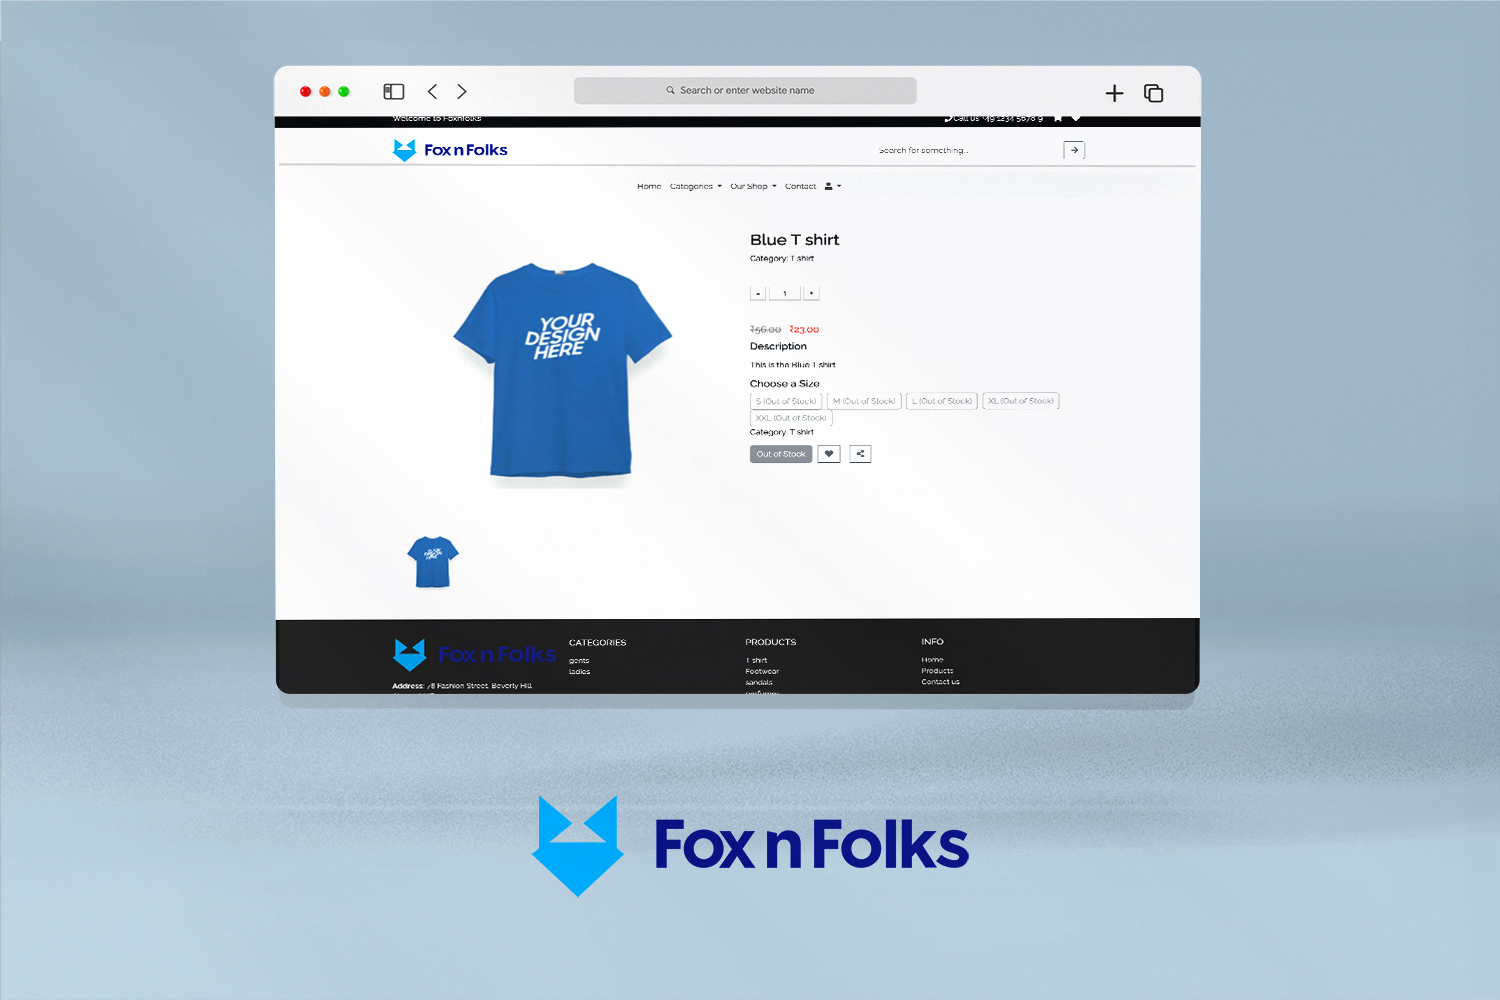 Search or enter website name
Welcome to Foxnfolks
Call us +49 1234 5678 9
Fox n Folks
Search for something...
Home Categories Our Shop Contact
Blue T shirt
Category: T shirt
- 1 +
₹56.00 ₹23.00
Description
This is the Blue T shirt
Choose a Size
S (Out of Stock) M (Out of Stock) L (Out of Stock) XL (Out of Stock)
XXL (Out of Stock)
Category: T shirt
Out of Stock
YOUR
DESIGN
HERE
YOUR
DESIGN
HERE
Fox n Folks
Address: 78 Fashion Street, Beverly Hill
CATEGORIES
gents
ladies
PRODUCTS
T shirt
Footwear
sandals
perfumes
INFO
Home
Products
Contact us
Fox n Folks